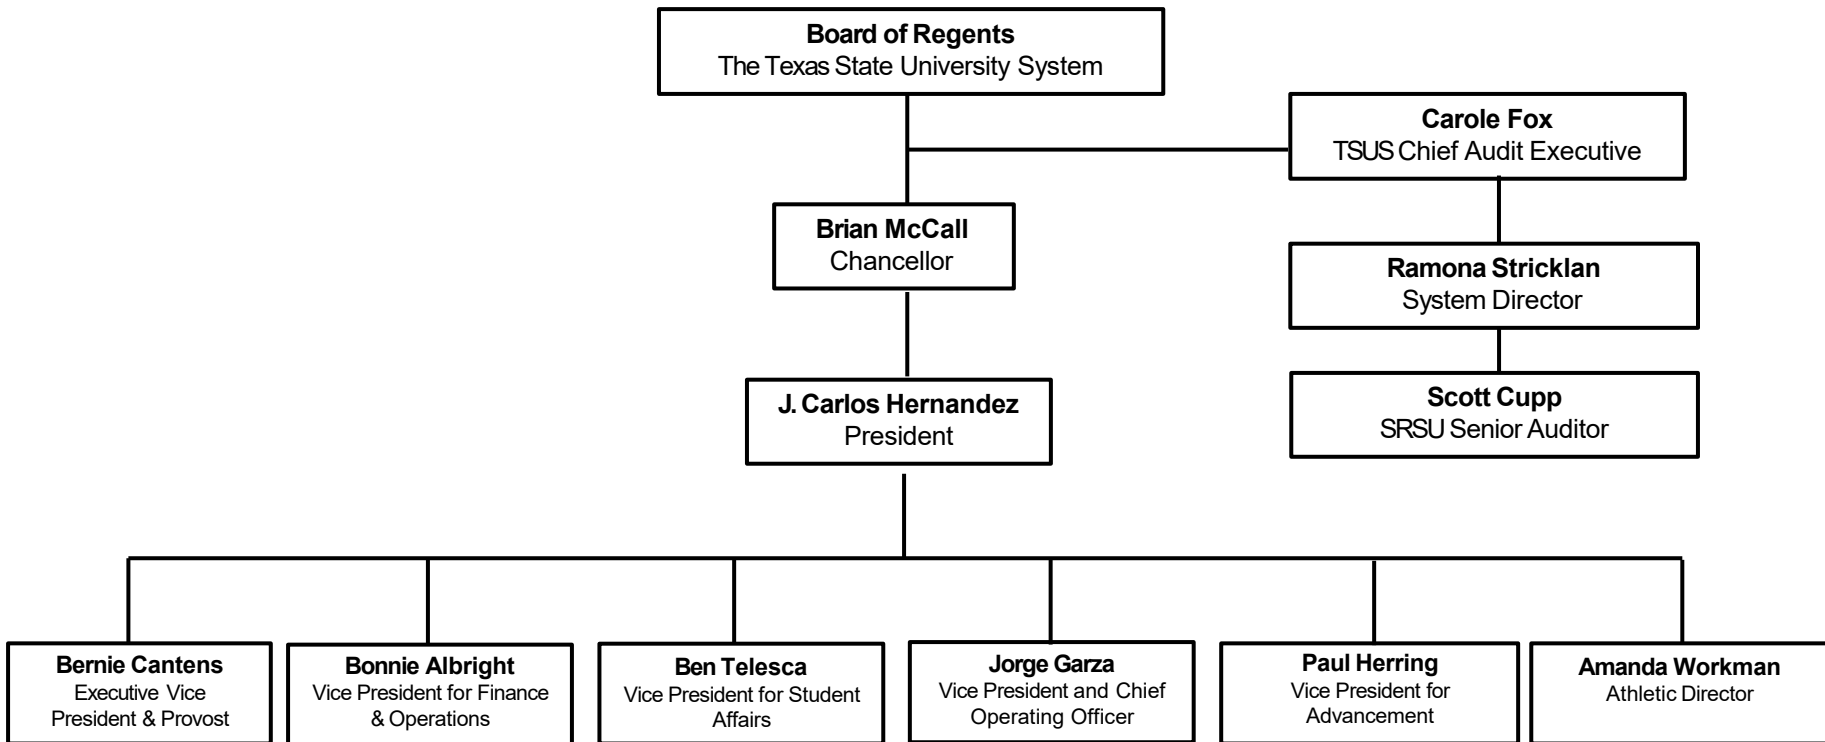 Board of Regents
The Texas State University System
Carole Fox
TSUS Chief Audit Executive
Brian McCall
Chancellor
Ramona Stricklan
System Director
J. Carlos Hernandez
President
Scott Cupp
SRSU Senior Auditor
Bernie Cantens
Executive Vice
President & Provost
Bonnie Albright
Vice President for Finance
& Operations
Ben Telesca
Vice President for Student
Affairs
Jorge Garza
Vice President and Chief
Operating Officer
Paul Herring
Vice President for
Advancement
Amanda Workman
Athletic Director